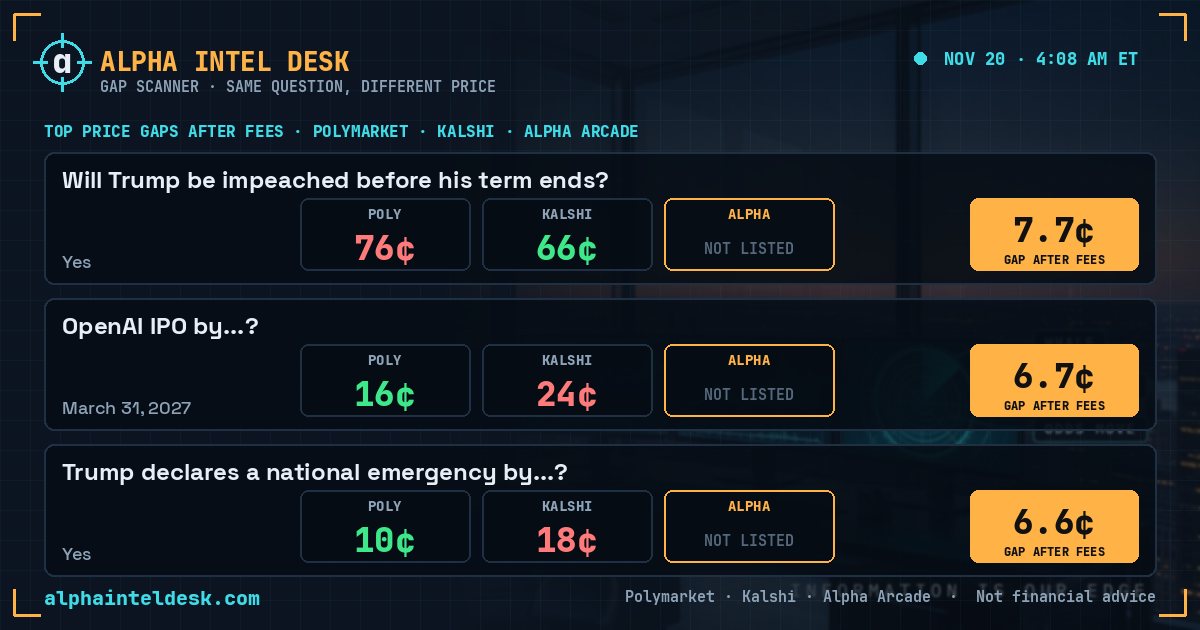 α
ALPHA INTEL DESK
GAP SCANNER · SAME QUESTION, DIFFERENT PRICE
NOV 20 · 4:08 AM ET
TOP PRICE GAPS AFTER FEES · POLYMARKET · KALSHI · ALPHA ARCADE
Will Trump be impeached before his term ends?
Yes
POLY
76¢
KALSHI
66¢
ALPHA
NOT LISTED
7.7¢
GAP AFTER FEES
OpenAI IPO by...?
March 31, 2027
POLY
16¢
KALSHI
24¢
ALPHA
NOT LISTED
6.7¢
GAP AFTER FEES
Trump declares a national emergency by...?
Yes
POLY
10¢
KALSHI
18¢
ALPHA
NOT LISTED
6.6¢
GAP AFTER FEES
INFORMATION IS OUR EDGE
alphainteldesk.com
Polymarket · Kalshi · Alpha Arcade · Not financial advice